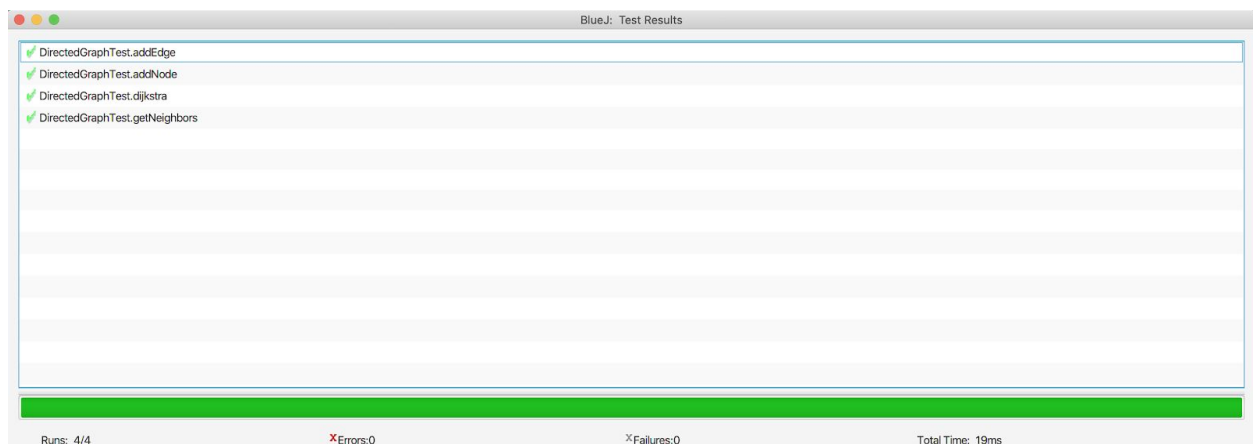 BlueJ: Test Results
DirectedGraphTest.addEdge
DirectedGraphTest.addNode
DirectedGraphTest.dijkstra
DirectedGraphTest.getNeighbors
Runs: 4/4 X Errors:0 X Failures:0 Total Time: 19ms